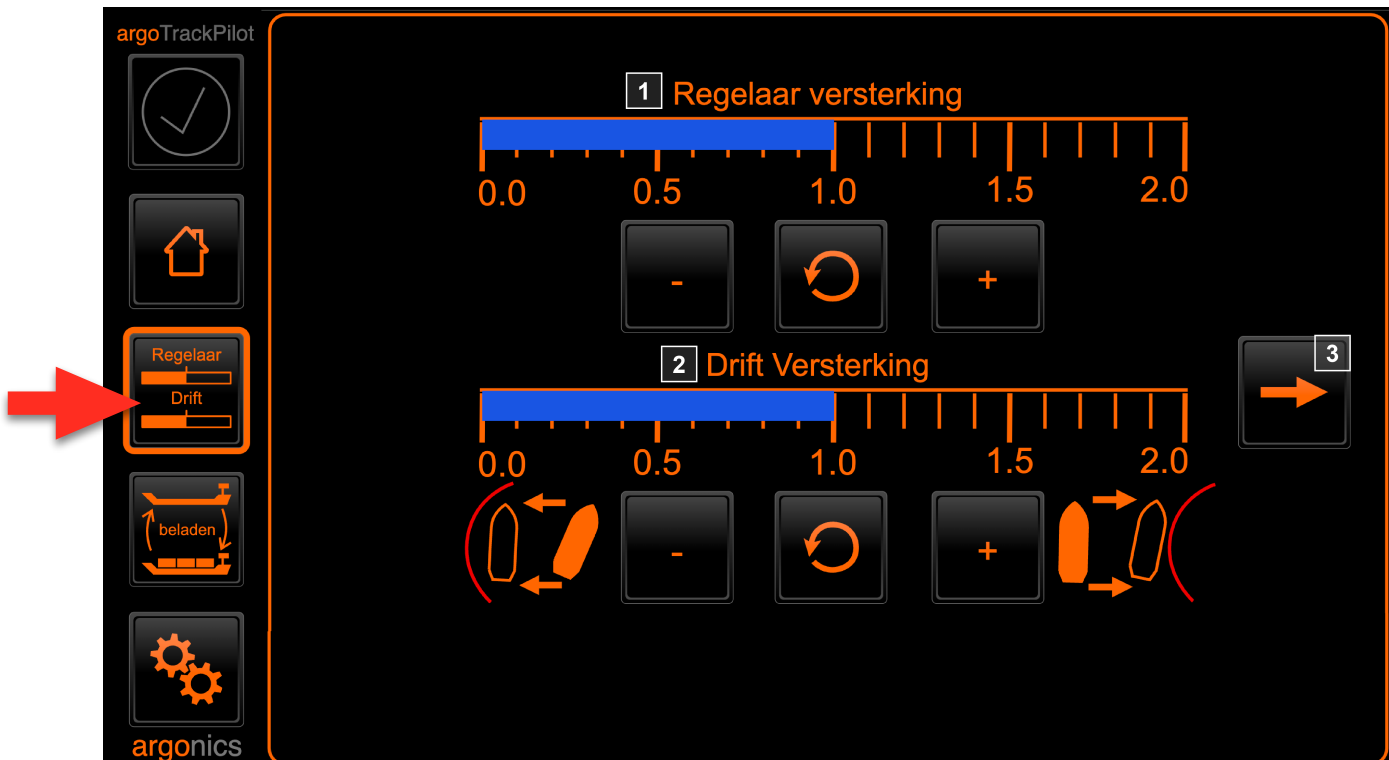 argoTrackPilot
Regelaar
Drift
beladen
argonics
1 Regelaar versterking
0.0 0.5 1.0 1.5 2.0
- +
2 Drift Versterking
0.0 0.5 1.0 1.5 2.0
- +
3